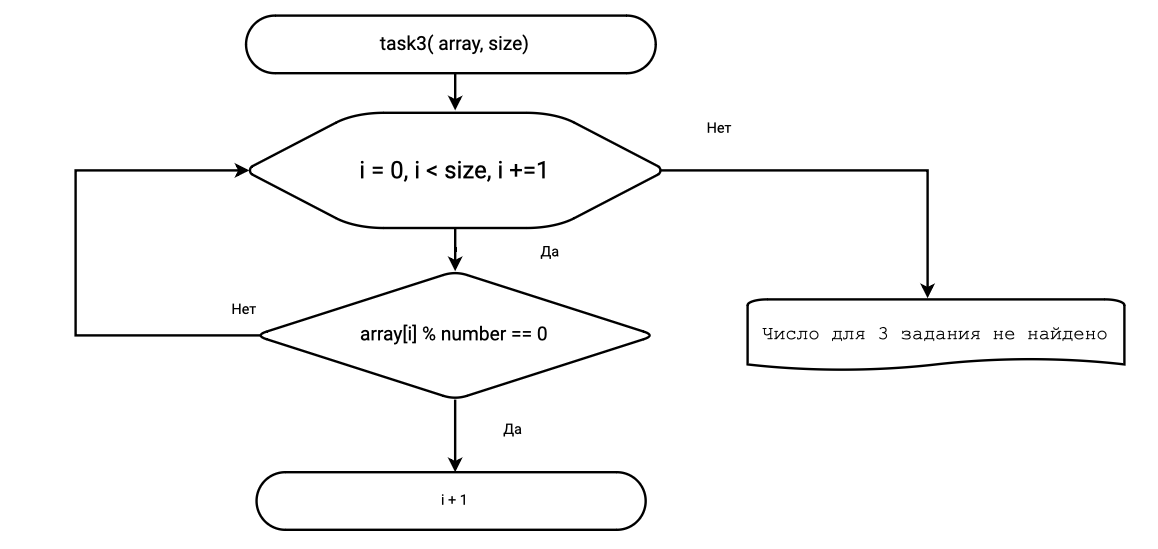 task3( array, size)
Нет
i = 0, i < size, i +=1
Да
Нет
array[i] % number == 0
Число для 3 задания не найдено
Да
i + 1